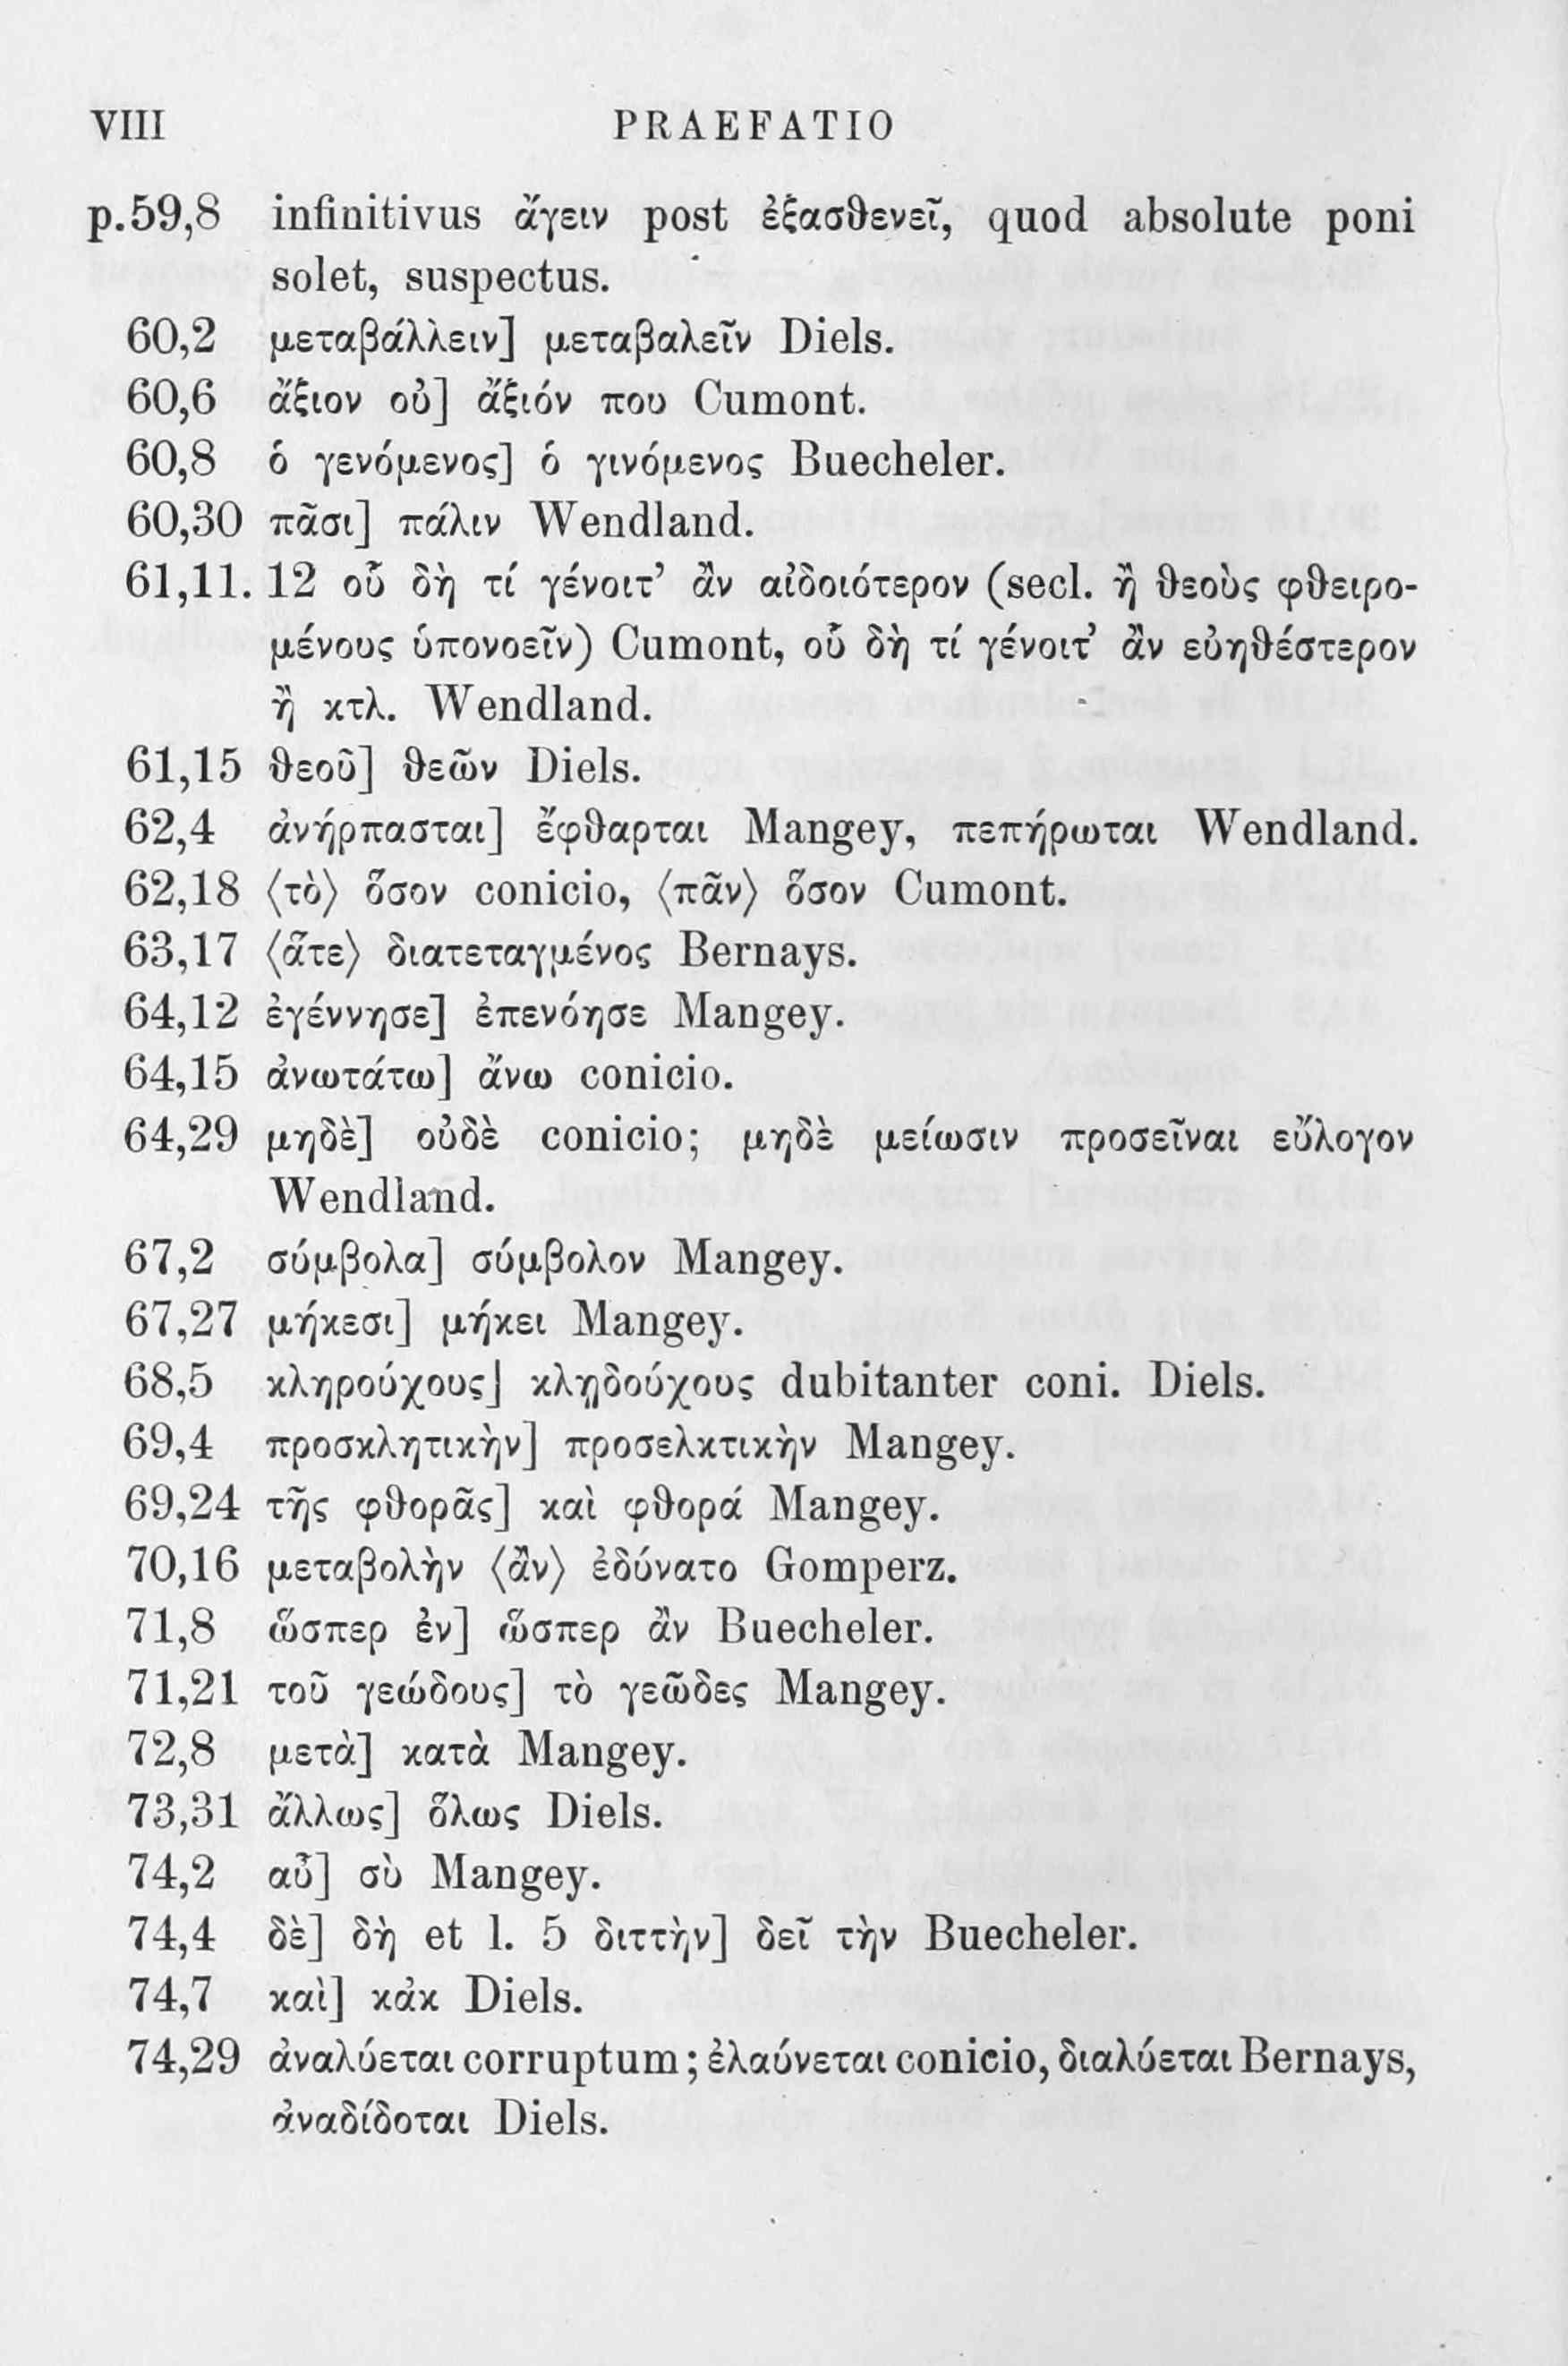 VIII PRAEFATIO
p.59,8 infinitivus ἄγειν post ἐξασθενεῖ, quod absolute poni
solet, suspectus.
60,2 μεταβάλλειν] μεταβαλεῖν Diels.
60,6 ἄξιον οὐ] ἄξιόν που Cumont.
60,8 ὁ γενόμενος] ὁ γινόμενος Buecheler.
60,30 πᾶσι] πάλιν Wendland.
61,11. 12 οὗ δὴ τί γένοιτ’ ἂν αἰδοιότερον (secl. ἢ θεοὺς φθειρο-
μένους ὑπονοεῖν) Cumont, οὗ δὴ τί γένοιτ’ ἂν εὐηθέστερον
ἢ κτλ. Wendland.
61,15 θεοῦ] θεῶν Diels.
62,4 ἀνήρπασται] ἔφθαρται Mangey, πεπήρωται Wendland.
62,18 ⟨τὸ⟩ ὅσον conicio, ⟨πᾶν⟩ ὅσον Cumont.
63,17 ⟨ἅτε⟩ διατεταγμένος Bernays.
64,12 ἐγέννησε] ἐπενόησε Mangey.
64,15 ἀνωτάτω] ἄνω conicio.
64,29 μηδὲ] οὐδὲ conicio; μηδὲ μείωσιν προσεῖναι εὔλογον
Wendland.
67,2 σύμβολα] σύμβολον Mangey.
67,27 μήκεσι] μήκει Mangey.
68,5 κληρούχους] κλῃδούχους dubitanter coni. Diels.
69,4 προσκλητικὴν] προσελκτικὴν Mangey.
69,24 τῆς φθορᾶς] καὶ φθορά Mangey.
70,16 μεταβολὴν ⟨ἂν⟩ ἐδύνατο Gomperz.
71,8 ὥσπερ ἐν] ὥσπερ ἂν Buecheler.
71,21 τοῦ γεώδους] τὸ γεῶδες Mangey.
72,8 μετὰ] κατὰ Mangey.
73,31 ἄλλως] ὅλως Diels.
74,2 αὖ] σὺ Mangey.
74,4 δὲ] δὴ et l. 5 διττὴν] δεῖ τὴν Buecheler.
74,7 καὶ] κἀκ Diels.
74,29 ἀναλύεται corruptum; ἐλαύνεται conicio, διαλύεται Bernays,
ἀναδίδοται Diels.